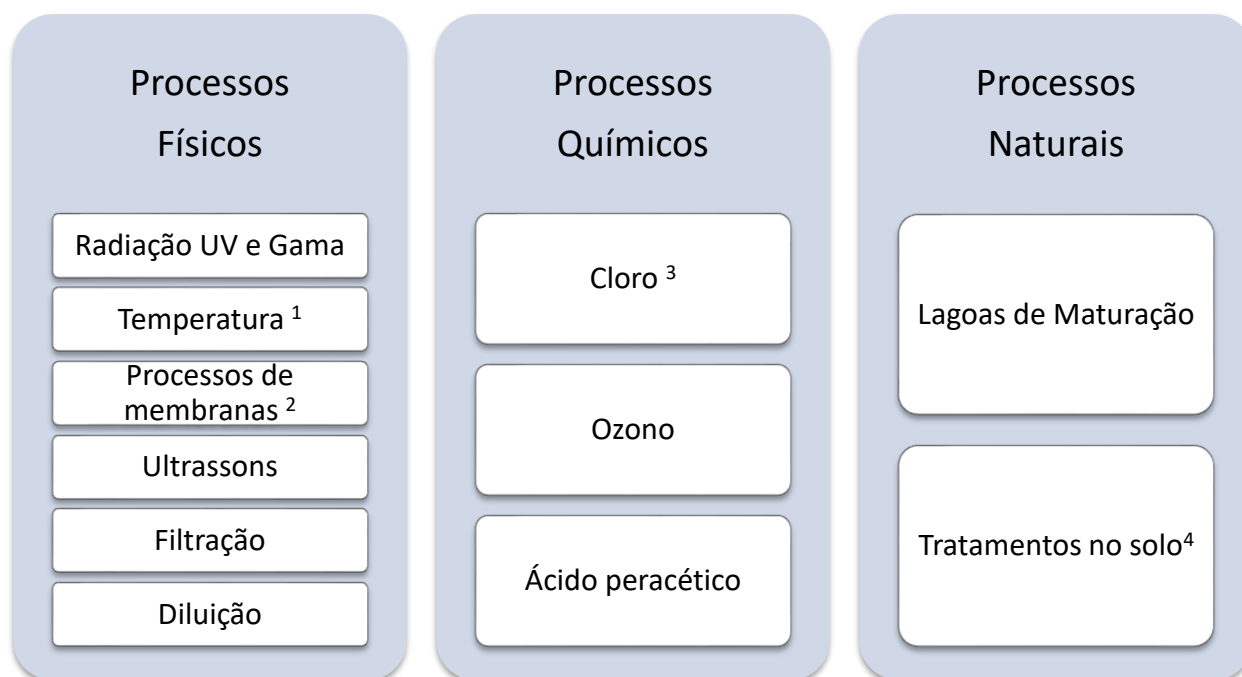 Processos
Físicos
Radiação UV e Gama
Temperatura ¹
Processos de
membranas ²
Ultrassons
Filtração
Diluição
Processos
Químicos
Cloro ³
Ozono
Ácido peracético
Processos
Naturais
Lagoas de Maturação
Tratamentos no solo⁴